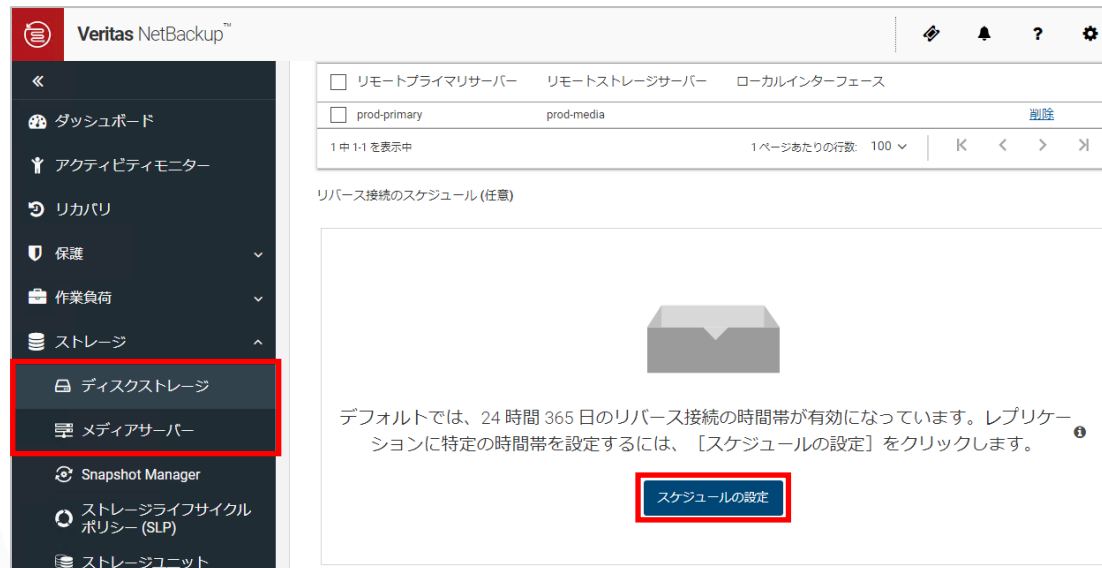 Veritas NetBackup™
?
«
ダッシュボード
アクティビティモニター
リカバリ
保護
作業負荷
ストレージ
ディスクストレージ
メディアサーバー
Snapshot Manager
ストレージライフサイクル
ポリシー (SLP)
ストレージユニット
リモートプライマリサーバー リモートストレージサーバー ローカルインターフェース
prod-primary prod-media 削除
1 中 1-1 を表示中 1 ページあたりの行数: 100
リバース接続のスケジュール (任意)
デフォルトでは、24 時間 365 日のリバース接続の時間帯が有効になっています。レプリケー
ションに特定の時間帯を設定するには、［スケジュールの設定］をクリックします。
スケジュールの設定